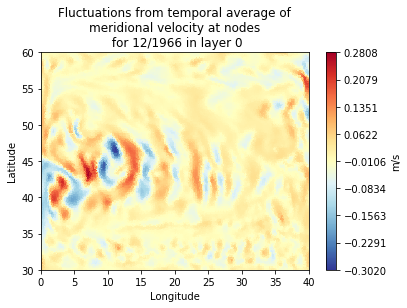 Fluctuations from temporal average of
meridional velocity at nodes
for 12/1966 in layer 0
60
55
50
45
40
35
30
Latitude
0 5 10 15 20 25 30 35 40
Longitude
0.2808
0.2079
0.1351
0.0622
−0.0106
−0.0834
−0.1563
−0.2291
−0.3020
m/s